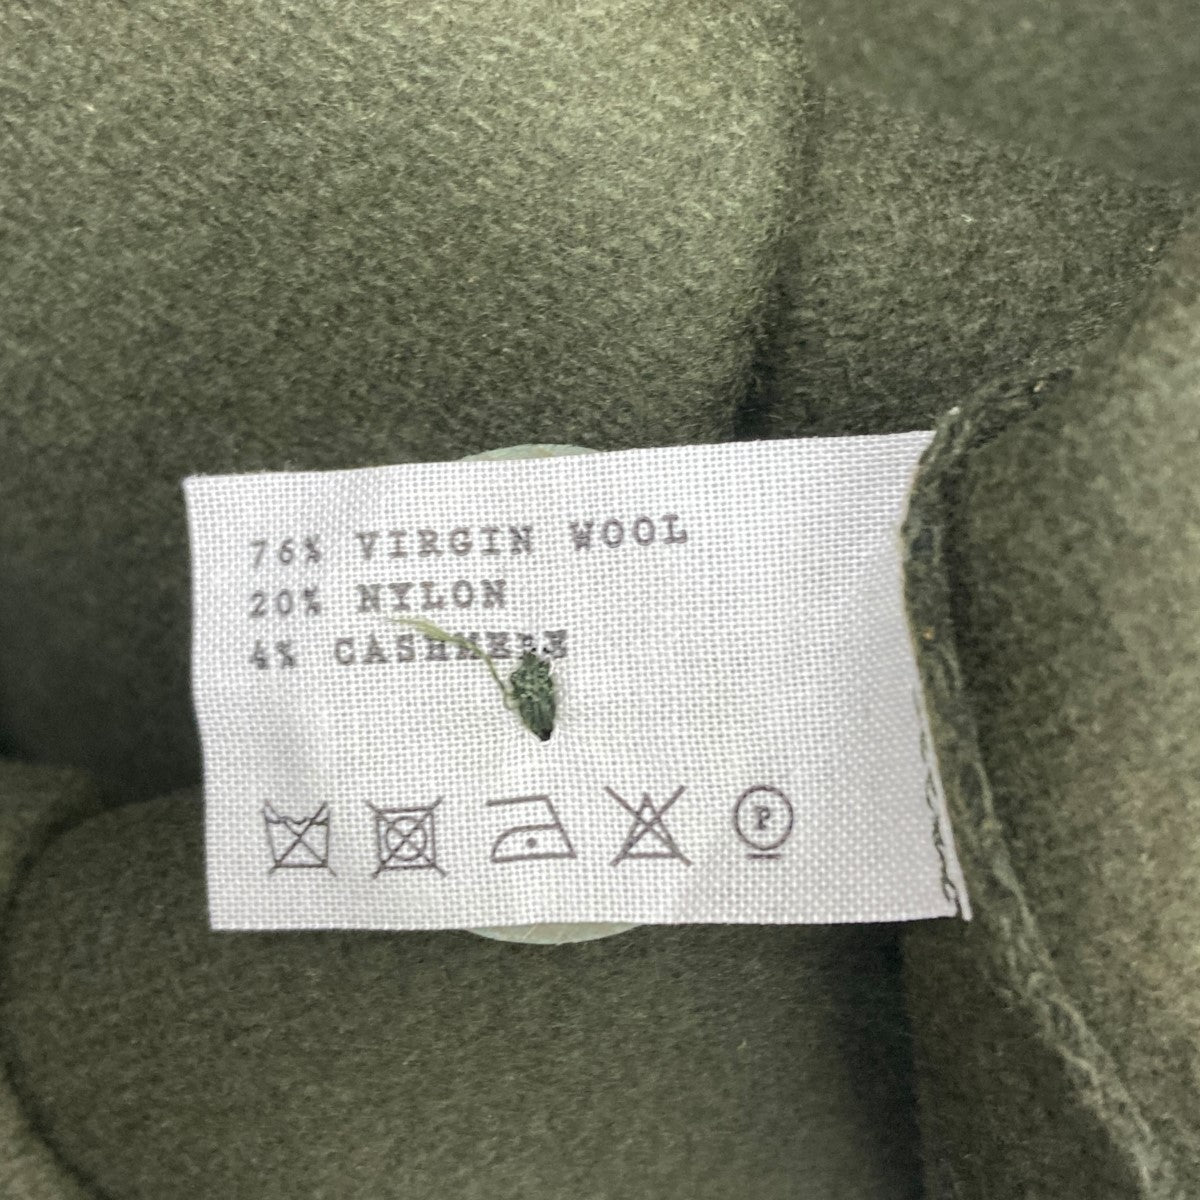 76% VIRGIN WOOL
20% NYLON
4% CASHMERE
P